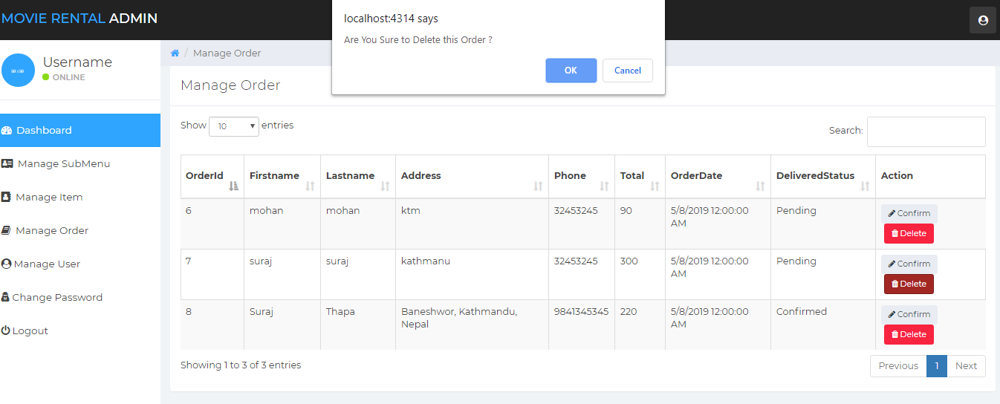 MOVIE RENTAL ADMIN
localhost:4314 says
Are You Sure to Delete this Order ?
OK Cancel
Username
ONLINE
/ Manage Order
Manage Order
Dashboard
Manage SubMenu
Manage Item
Manage Order
Manage User
Change Password
Logout
Show 10 entries
Search:
OrderId Firstname Lastname Address Phone Total OrderDate DeliveredStatus Action
6 mohan mohan ktm 32453245 90 5/8/2019 12:00:00 Pending Confirm
AM Delete
7 suraj suraj kathmanu 32453245 300 5/8/2019 12:00:00 Pending Confirm
AM Delete
8 Suraj Thapa Baneshwor, Kathmandu, 9841345345 220 5/8/2019 12:00:00 Confirmed Confirm
Nepal AM Delete
Showing 1 to 3 of 3 entries
Previous 1 Next